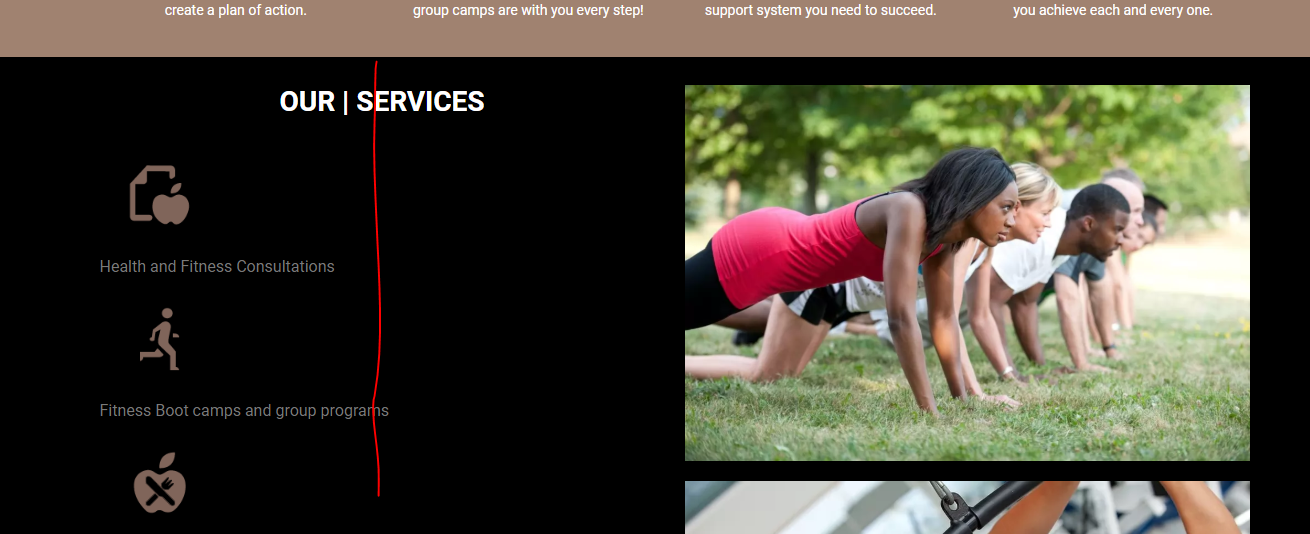 create a plan of action.
group camps are with you every step!
support system you need to succeed.
you achieve each and every one.
OUR | SERVICES
Health and Fitness Consultations
Fitness Boot camps and group programs